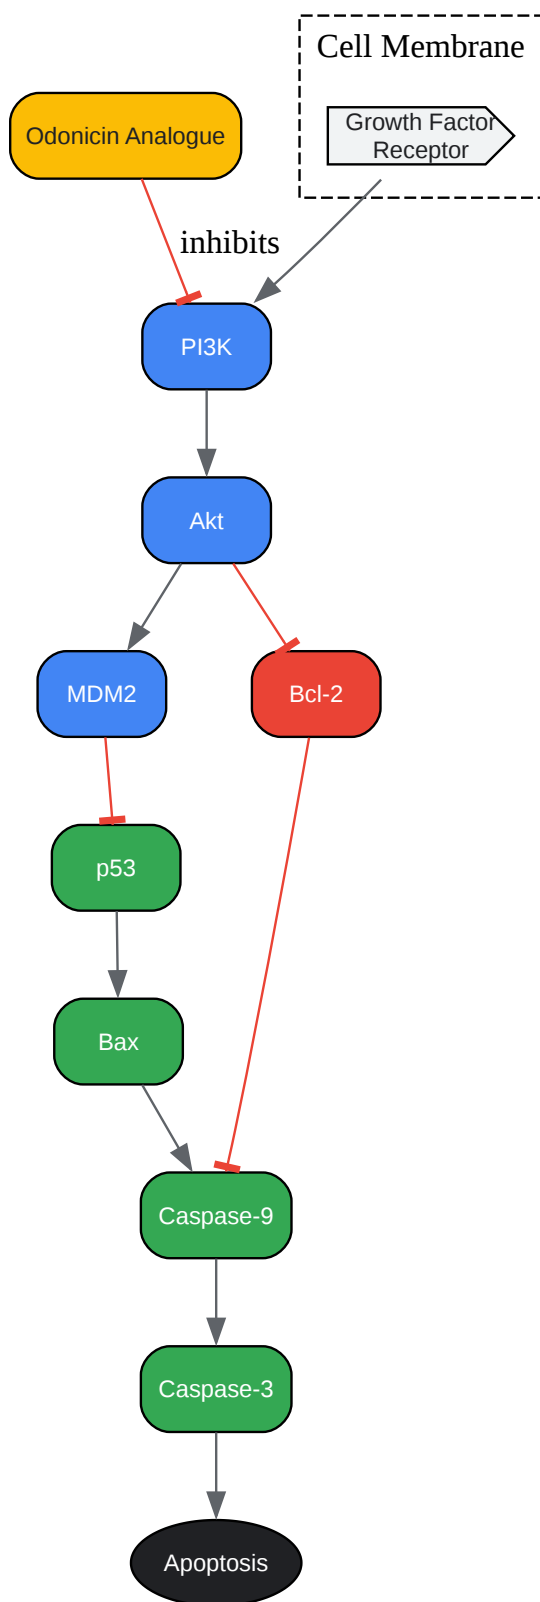 Cell Membrane
Growth Factor
Receptor
Odonicin Analogue
inhibits
PI3K
Akt
MDM2
Bcl-2
p53
Bax
Caspase-9
Caspase-3
Apoptosis